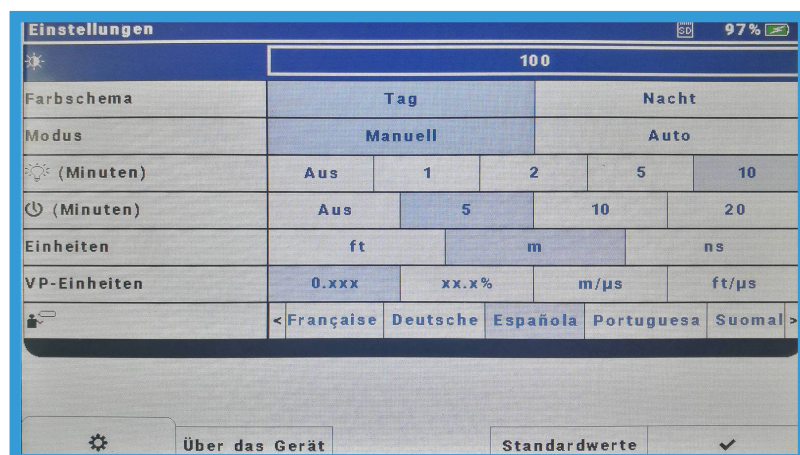 Einstellungen 97%
100
Farbschema Tag Nacht
Modus Manuell Auto
(Minuten) Aus 1 2 5 10
(Minuten) Aus 5 10 20
Einheiten ft m ns
VP-Einheiten 0.xxx xx.x% m/µs ft/µs
< Française Deutsche Española Portuguesa Suomal >
Über das Gerät Standardwerte